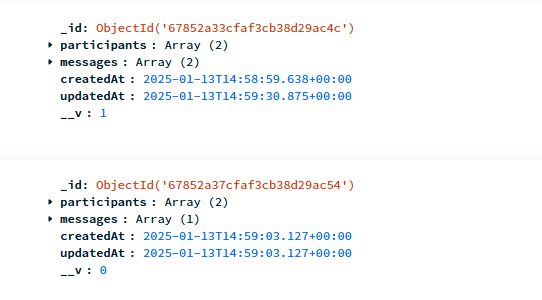 _id: ObjectId('67852a33cfaf3cb38d29ac4c')
participants : Array (2)
messages : Array (2)
createdAt : 2025-01-13T14:58:59.638+00:00
updatedAt : 2025-01-13T14:59:30.875+00:00
__v : 1
_id: ObjectId('67852a37cfaf3cb38d29ac54')
participants : Array (2)
messages : Array (1)
createdAt : 2025-01-13T14:59:03.127+00:00
updatedAt : 2025-01-13T14:59:03.127+00:00
__v : 0